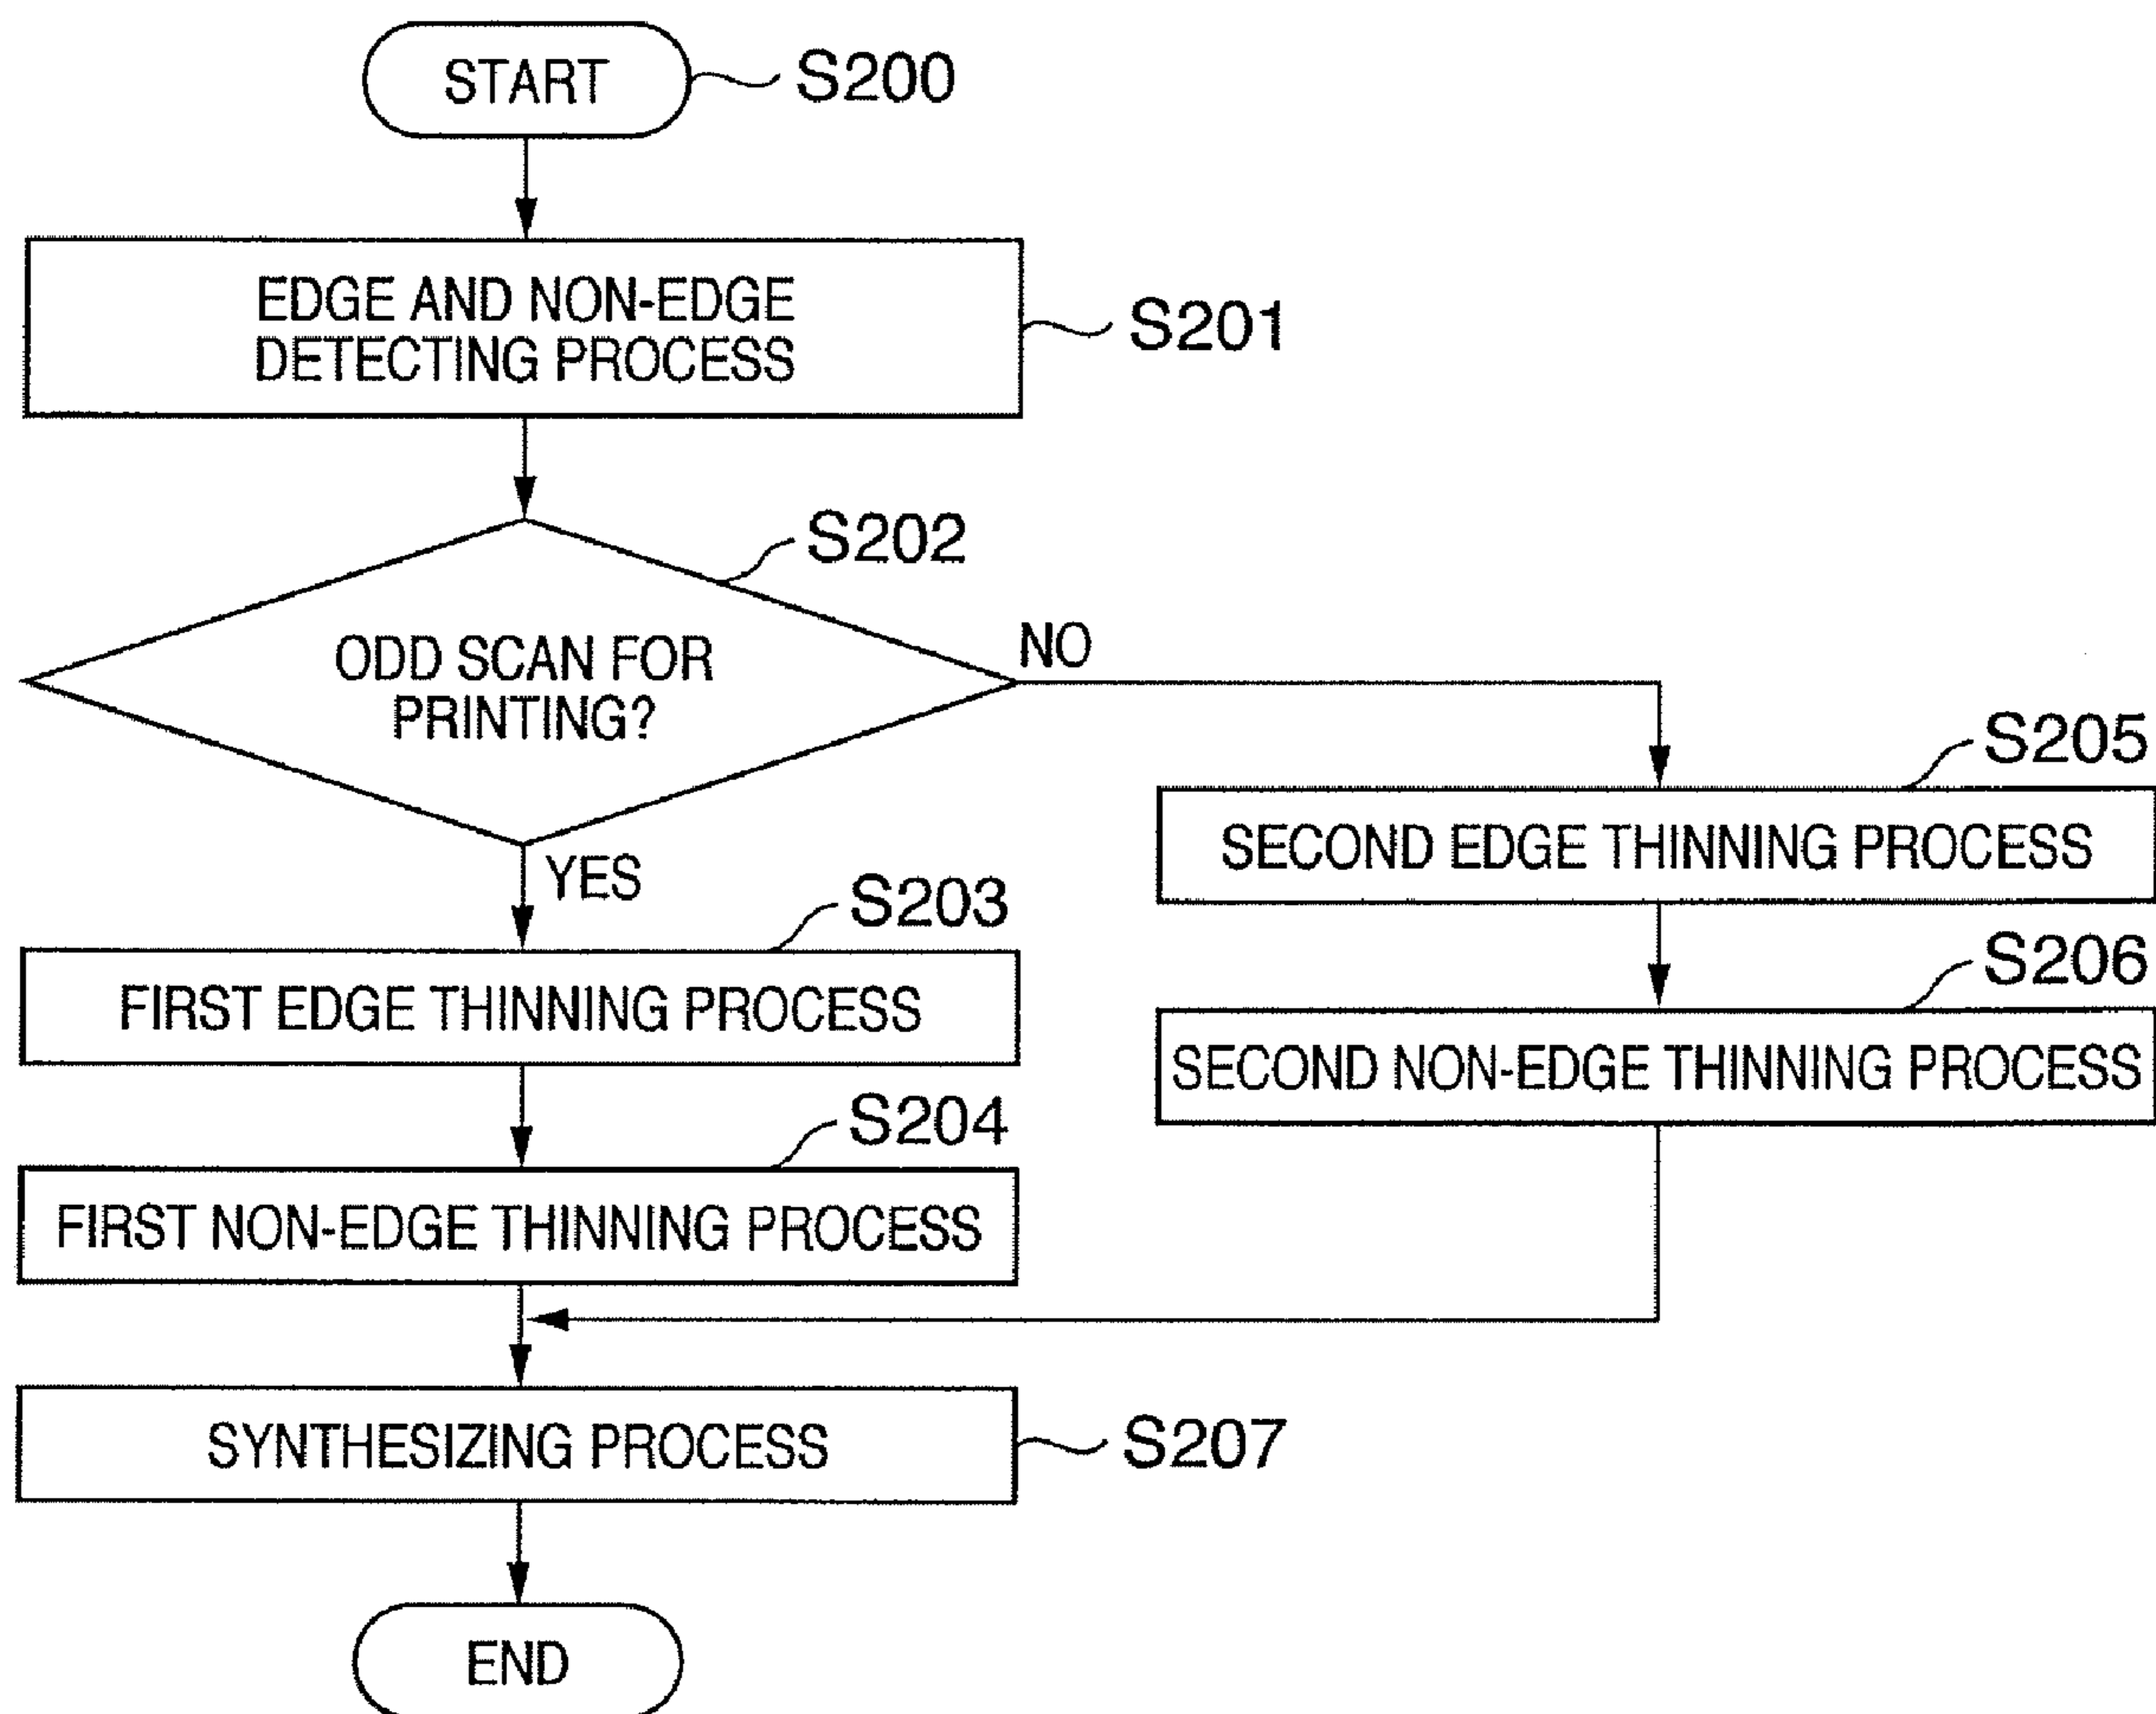 START
S200
EDGE AND NON-EDGE
DETECTING PROCESS
S201
S202
ODD SCAN FOR
PRINTING?
NO
YES
S203
FIRST EDGE THINNING PROCESS
S204
FIRST NON-EDGE THINNING PROCESS
S205
SECOND EDGE THINNING PROCESS
S206
SECOND NON-EDGE THINNING PROCESS
SYNTHESIZING PROCESS
S207
END